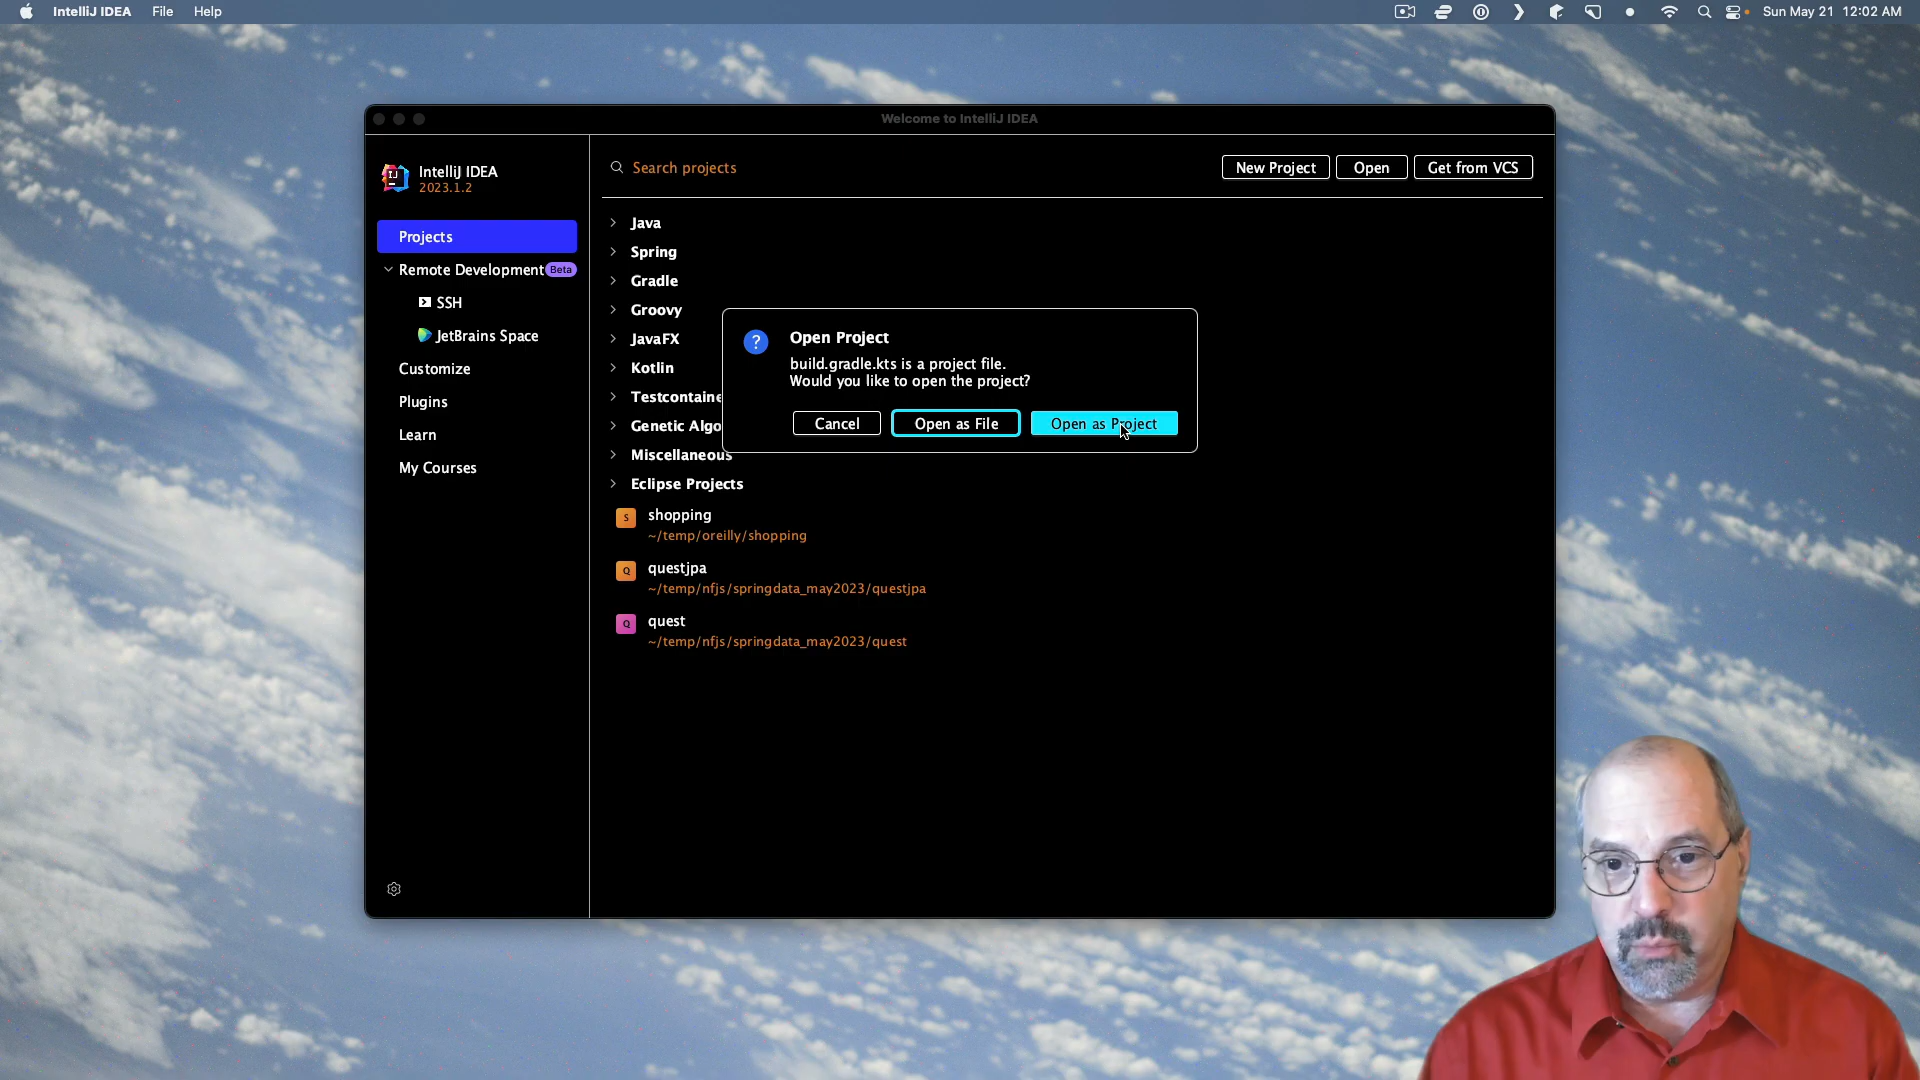 IntelliJ IDEA File Help
Sun May 21 12:02 AM
Welcome to IntelliJ IDEA
IntelliJ IDEA
2023.1.2
Projects
Remote Development Beta
SSH
JetBrains Space
Customize
Plugins
Learn
My Courses
Search projects
New Project
Open
Get from VCS
Java
Spring
Gradle
Groovy
JavaFX
Kotlin
Testcontaine
Genetic Algo
Miscellaneous
Eclipse Projects
S
shopping
~/temp/oreilly/shopping
Q
questjpa
~/temp/nfjs/springdata_may2023/questjpa
Q
quest
~/temp/nfjs/springdata_may2023/quest
?
Open Project
build.gradle.kts is a project file.
Would you like to open the project?
Cancel
Open as File
Open as Project